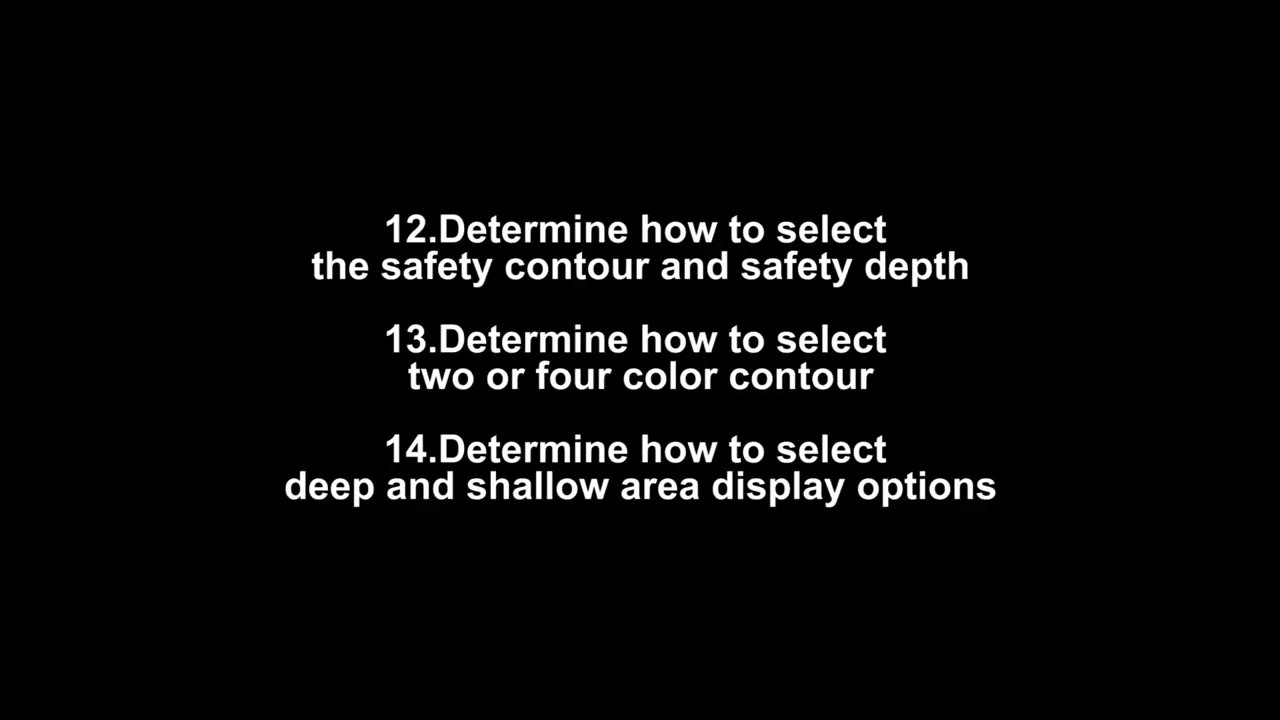 12.Determine how to select
the safety contour and safety depth
13.Determine how to select
two or four color contour
14.Determine how to select
deep and shallow area display options